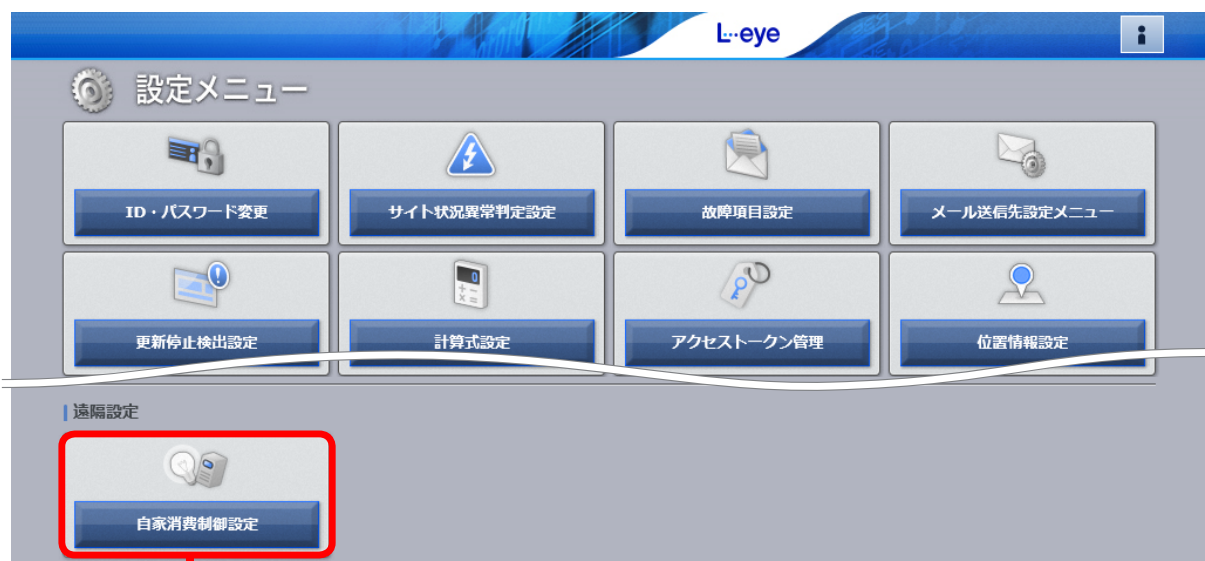 L・eye
設定メニュー
ID・パスワード変更
サイト状況異常判定設定
故障項目設定
メール送信先設定メニュー
更新停止検出設定
計算式設定
アクセストークン管理
位置情報設定
遠隔設定
自家消費制御設定